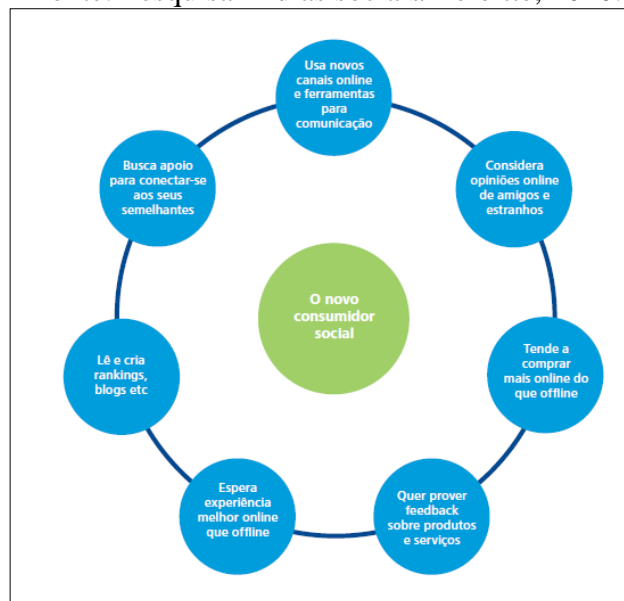 Usa novos
canais online
e ferramentas
para
comunicação
Considera
opiniões online
de amigos e
estranhos
Tende a
comprar
mais online do
que offline
Quer prover
feedback
sobre produtos
e serviços
Espera
experiência
melhor online
que offline
Lê e cria
rankings,
blogs etc
Busca apoio
para conectar-se
aos seus
semelhantes
O novo
consumidor
social